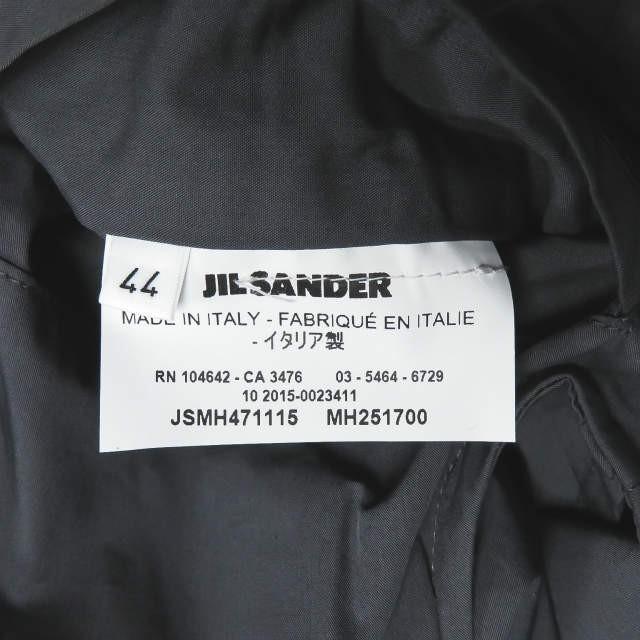 44
JIL SANDER
MADE IN ITALY - FABRIQUÉ EN ITALIE
- イタリア製
RN 104642 - CA 3476 03 - 5464 - 6729
10 2015-0023411
JSMH471115 MH251700